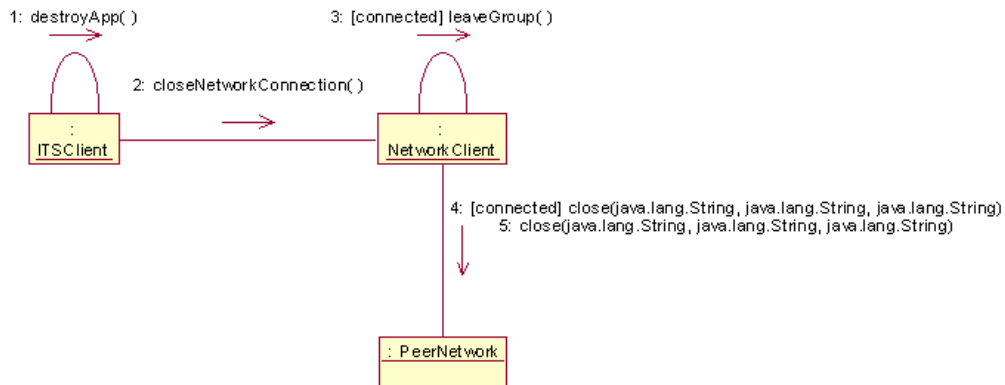 1: destroyApp( )
3: [connected] leaveGroup( )
2: closeNetworkConnection( )
:
ITSClient
:
NetworkClient
4: [connected] close(java.lang.String, java.lang.String, java.lang.String)
5: close(java.lang.String, java.lang.String, java.lang.String)
: PeerNetwork